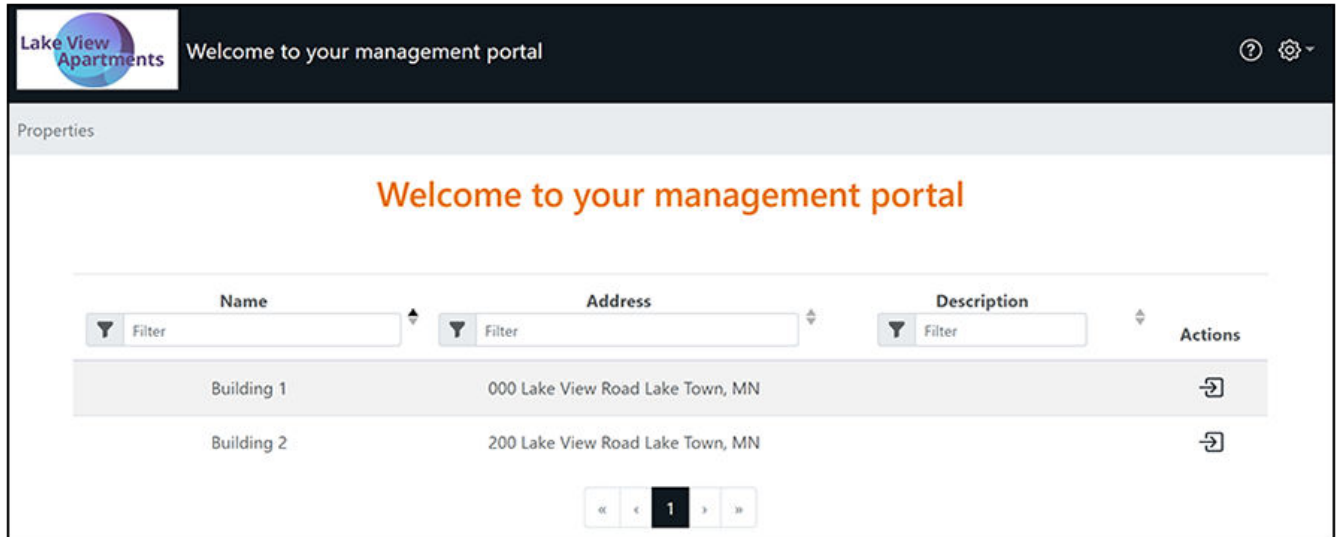 Lake View
Apartments
Welcome to your management portal
Properties
Welcome to your management portal
Name Address Description Actions
Filter Filter Filter
Building 1 000 Lake View Road Lake Town, MN
Building 2 200 Lake View Road Lake Town, MN
« ‹ 1 › »